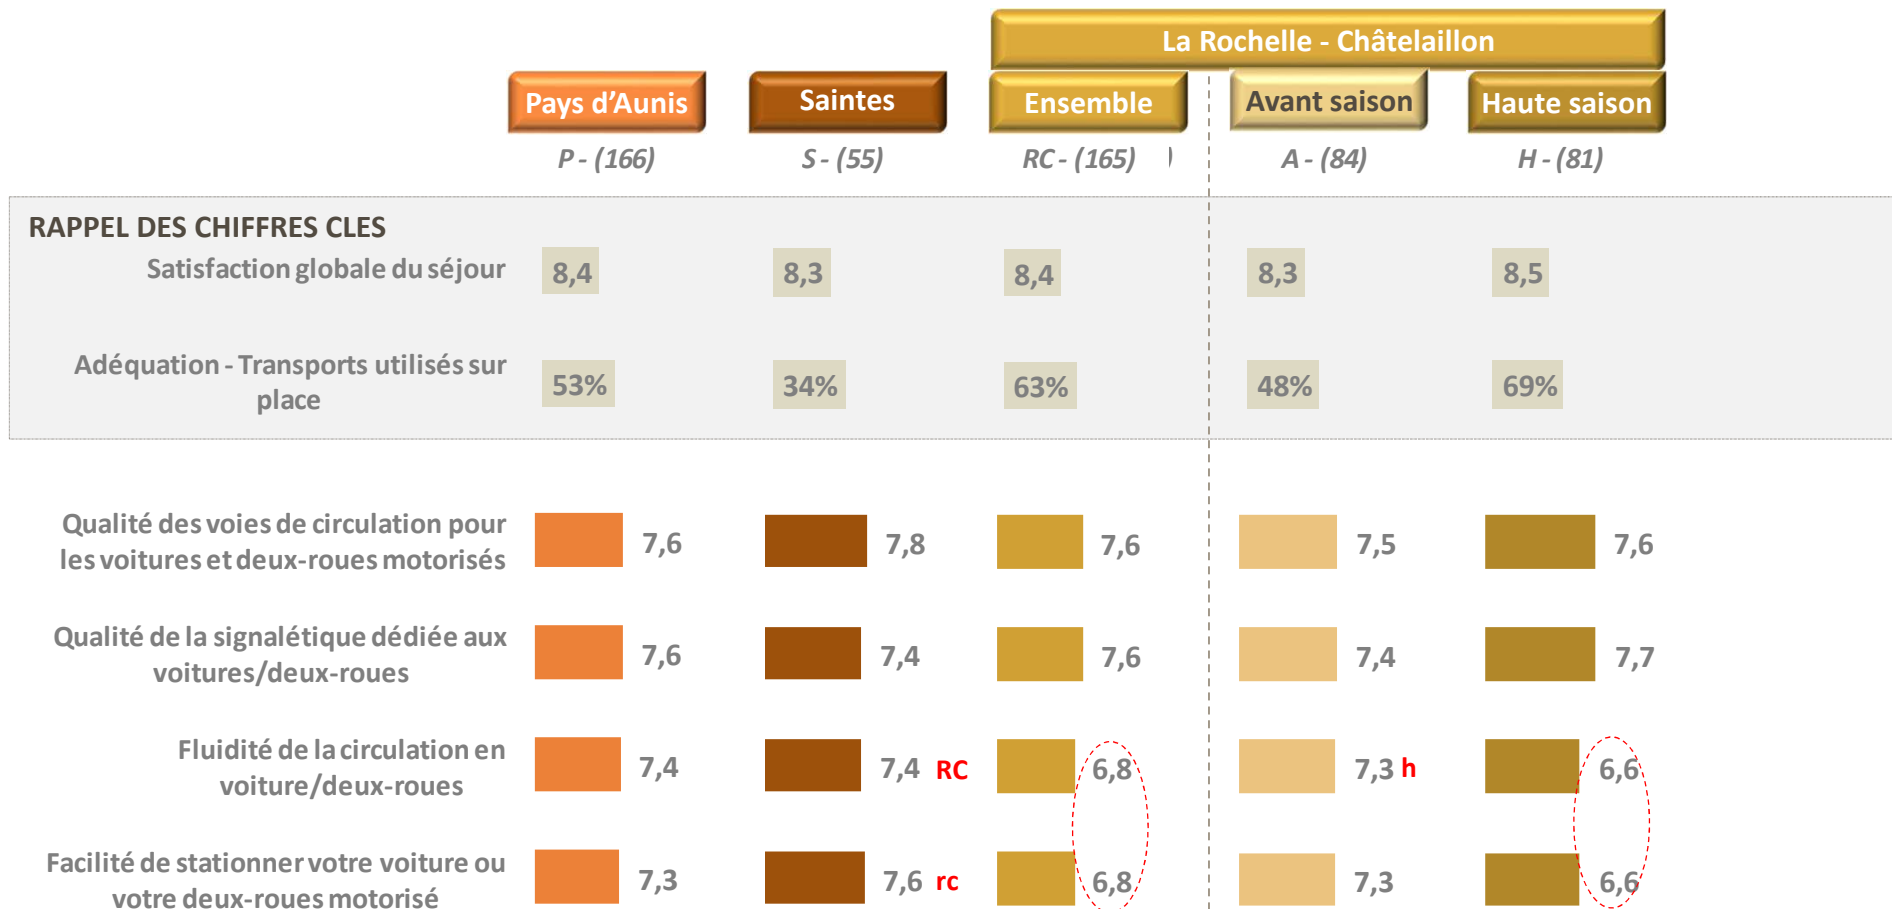 La Rochelle - Châtelaillon
Pays d'Aunis Saintes Ensemble Avant saison Haute saison
P - (166) S - (55) RC - (165) ) A - (84) H - (81)
RAPPEL DES CHIFFRES CLES
Satisfaction globale du séjour 8,4 8,3 8,4 8,3 8,5
Adéquation - Transports utilisés sur
place 53% 34% 63% 48% 69%
Qualité des voies de circulation pour
les voitures et deux-roues motorisés 7,6 7,8 7,6 7,5 7,6
Qualité de la signalétique dédiée aux
voitures/deux-roues 7,6 7,4 7,6 7,4 7,7
Fluidité de la circulation en
voiture/deux-roues 7,4 7,4 RC 6,8 7,3 h 6,6
Facilité de stationner votre voiture ou
votre deux-roues motorisé 7,3 7,6 rc 6,8 7,3 6,6